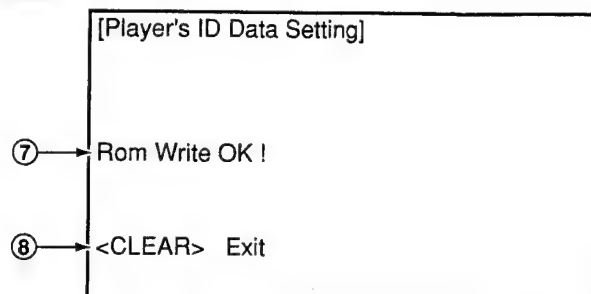 [Player's ID Data Setting]
⑦ Rom Write OK !
⑧ <CLEAR> Exit